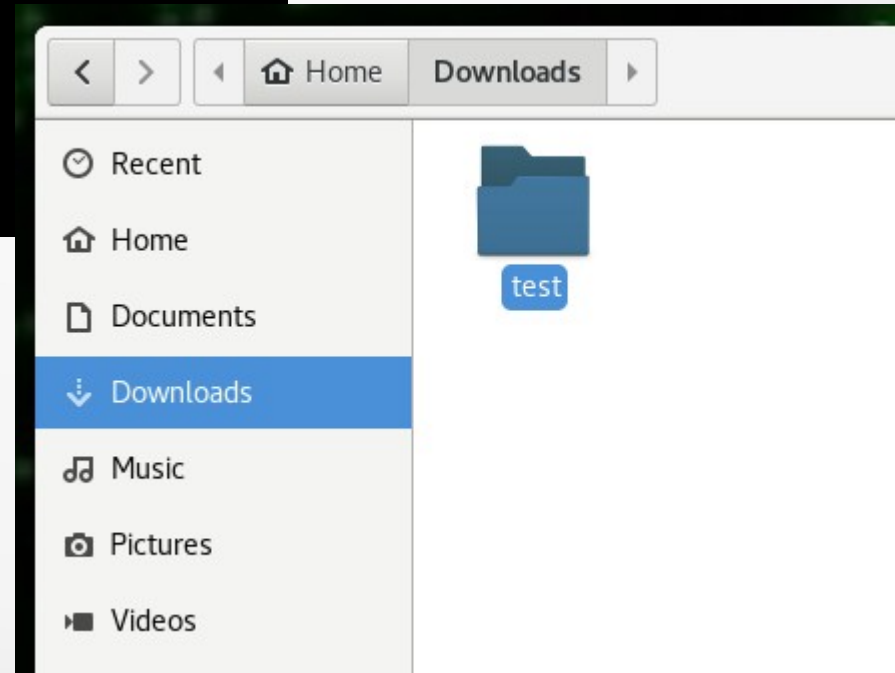 Home Downloads
Recent
Home
Documents
Downloads
Music
Pictures
Videos
test